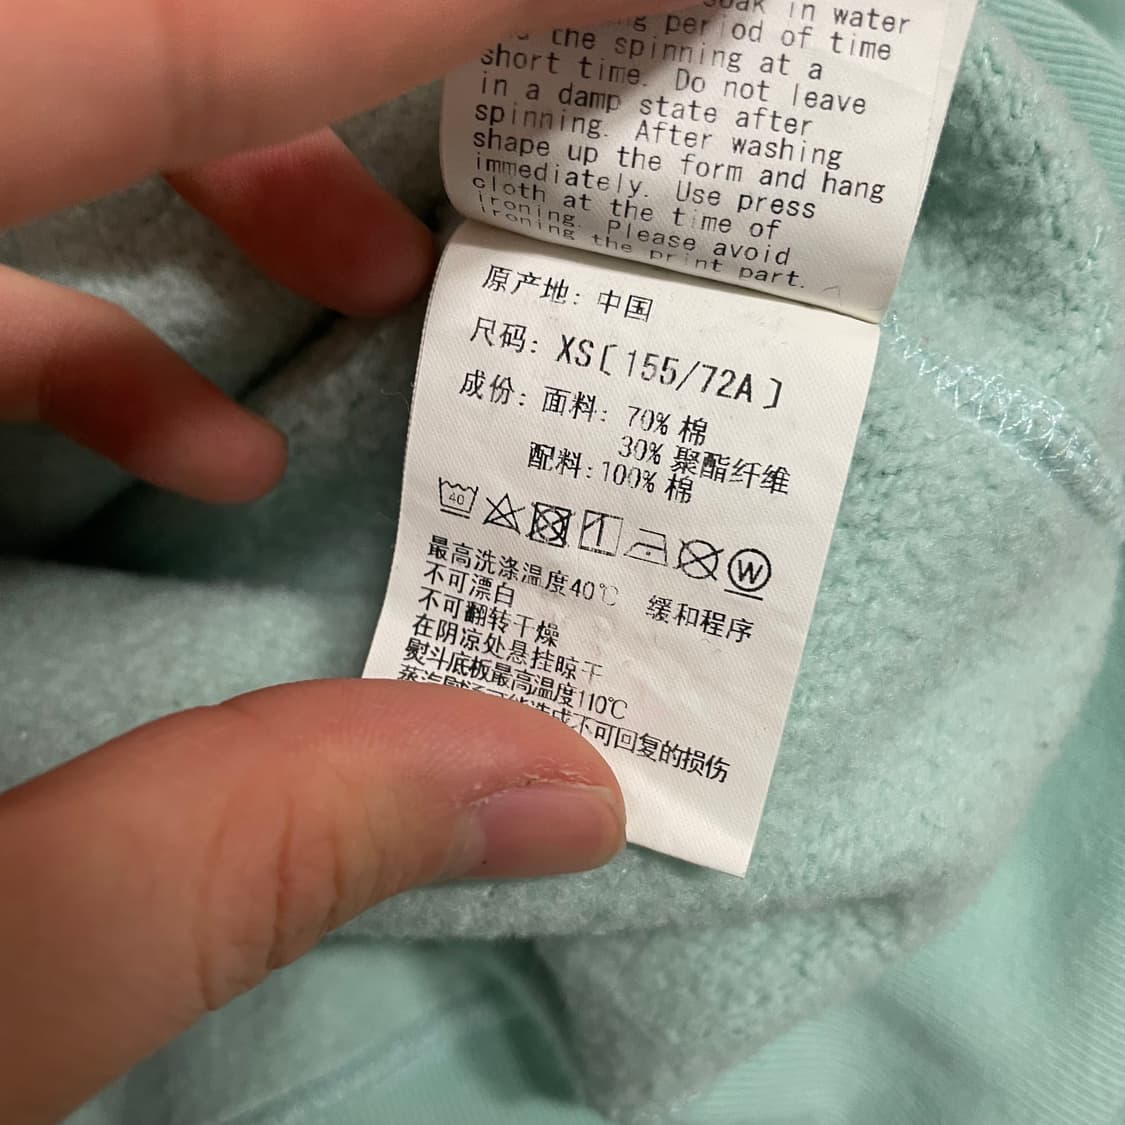 in water
period of time
the spinning at a
short time. Do not leave
in a damp state after
spinning. After washing
shape up the form and hang
immediately. Use press
cloth at the time of
ironing. Please avoid
ironing the print part.
原产地: 中国
尺码: XS[155/72A]
成份: 面料: 70% 棉
30% 聚酯纤维
配料: 100% 棉
40
W
最高洗涤温度40℃ 缓和程序
不可漂白
不可翻转干燥
在阴凉处悬挂晾干
熨斗底板最高温度110℃
不可回复的损伤